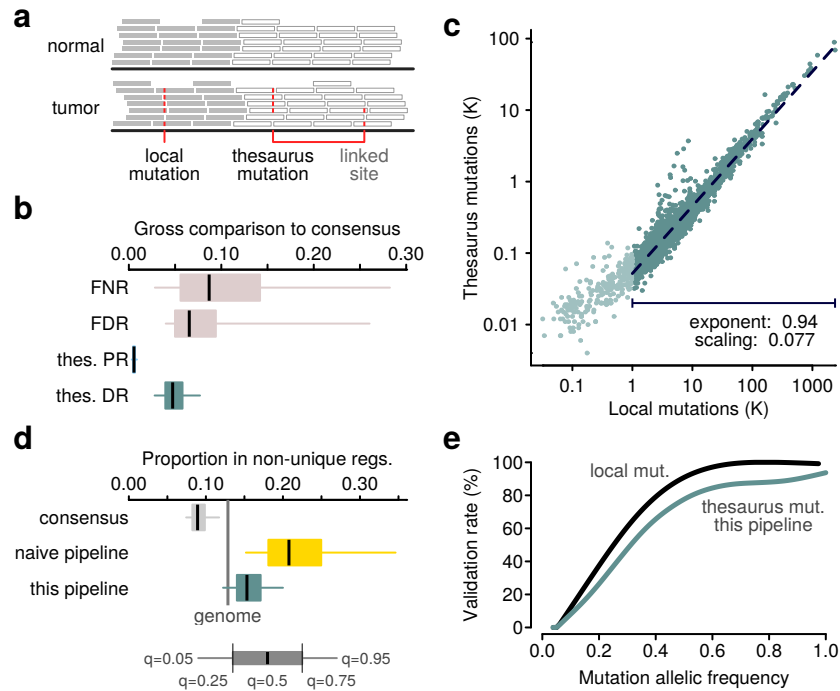 a
normal
tumor
local mutation
thesaurus mutation
linked site
b
Gross comparison to consensus
0.00 0.10 0.20 0.30
FNR
FDR
thes. PR
thes. DR
c
Thesaurus mutations (K)
100
10
1
0.1
0.01
exponent: 0.94
scaling: 0.077
0.1 1 10 100 1000
Local mutations (K)
d
Proportion in non-unique regs.
0.00 0.10 0.20 0.30
consensus
naive pipeline
this pipeline
genome
q=0.05 q=0.95
q=0.25 q=0.5 q=0.75
e
Validation rate (%)
100
80
60
40
20
0
local mut.
thesaurus mut.
this pipeline
0.0 0.2 0.4 0.6 0.8 1.0
Mutation allelic frequency